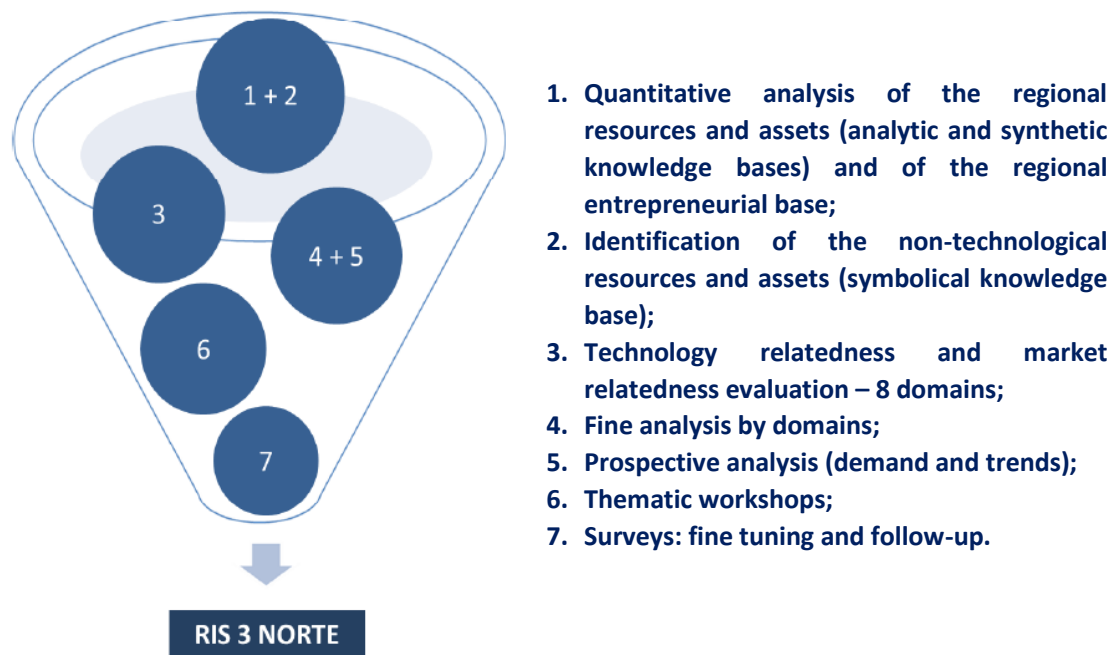 1 + 2
3
4 + 5
6
7
RIS 3 NORTE
1. Quantitative analysis of the regional
resources and assets (analytic and synthetic
knowledge bases) and of the regional
entrepreneurial base;
2. Identification of the non-technological
resources and assets (symbolical knowledge
base);
3. Technology relatedness and market
relatedness evaluation – 8 domains;
4. Fine analysis by domains;
5. Prospective analysis (demand and trends);
6. Thematic workshops;
7. Surveys: fine tuning and follow-up.